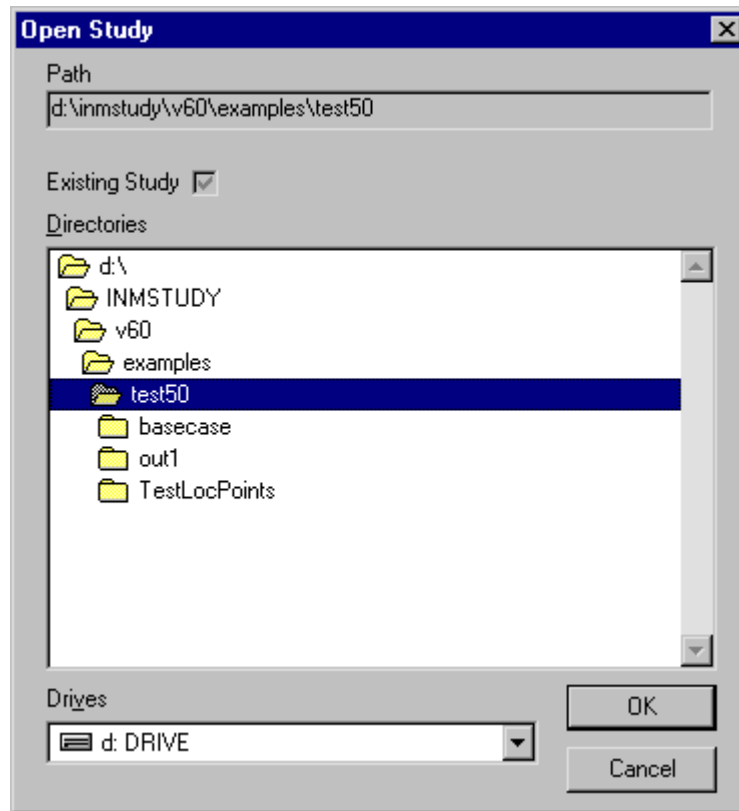 Open Study
Path
d:\inmstudy\v60\examples\test50
Existing Study
Directories
d:\
INMSTUDY
v60
examples
test50
basecase
out1
TestLocPoints
Drives
d: DRIVE
OK
Cancel